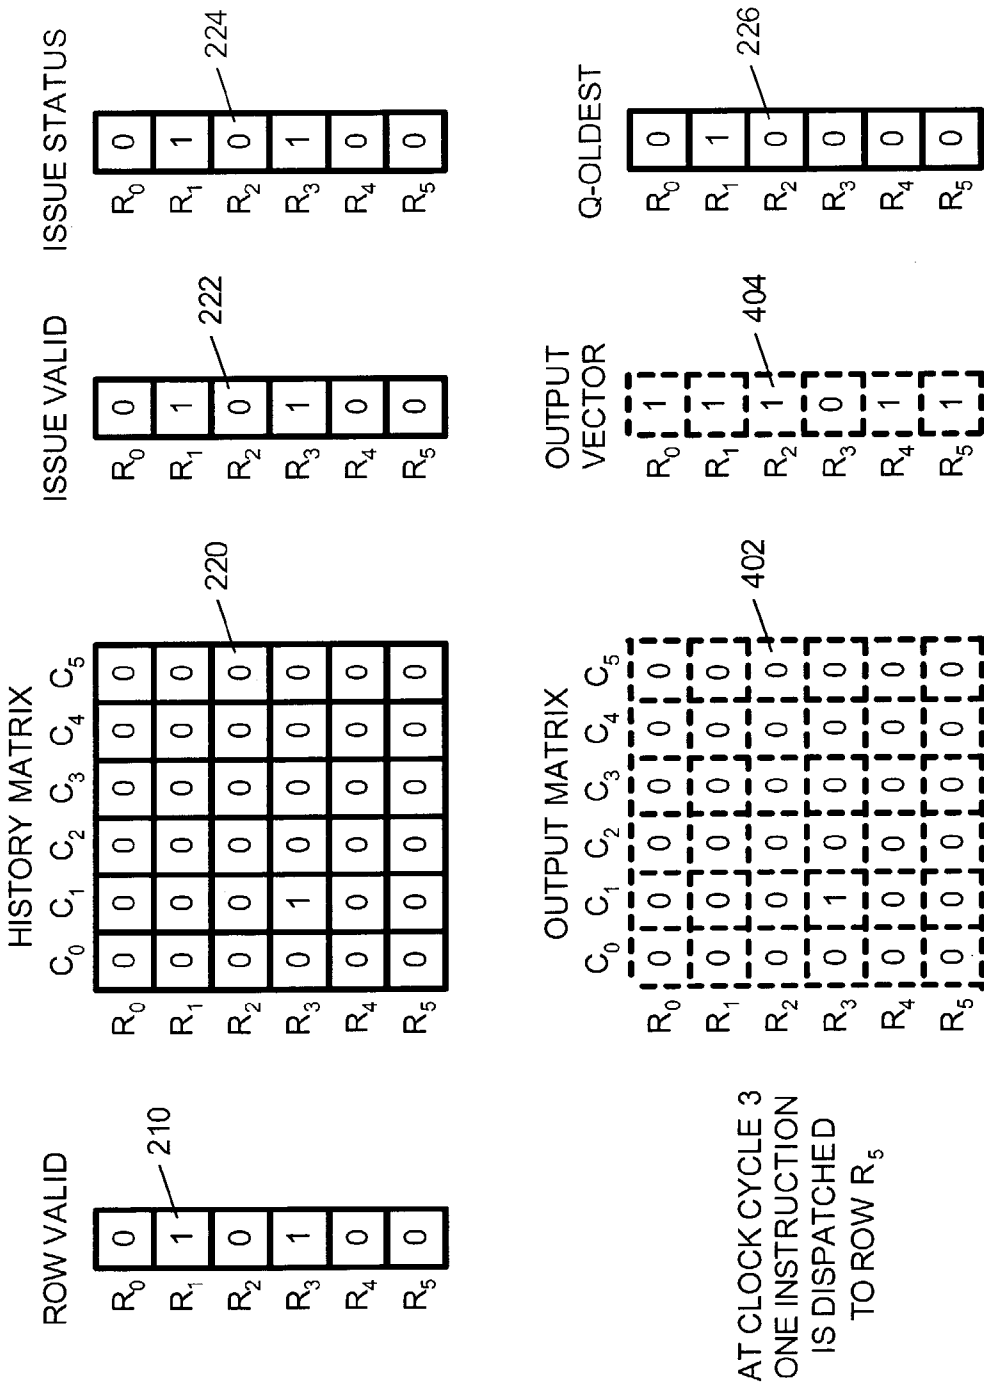 ROW VALID
R0 0
R1 1
R2 0
R3 1
R4 0
R5 0
210
HISTORY MATRIX
C0 C1 C2 C3 C4 C5
R0 0 0 0 0 0 0
R1 0 0 0 0 0 0
R2 0 0 0 0 0 0
R3 0 1 0 0 0 0
R4 0 0 0 0 0 0
R5 0 0 0 0 0 0
220
ISSUE VALID
R0 0
R1 1
R2 0
R3 1
R4 0
R5 0
222
ISSUE STATUS
R0 0
R1 1
R2 0
R3 1
R4 0
R5 0
224
AT CLOCK CYCLE 3
ONE INSTRUCTION
IS DISPATCHED
TO ROW R5
OUTPUT MATRIX
C0 C1 C2 C3 C4 C5
R0 0 0 0 0 0 0
R1 0 0 0 0 0 0
R2 0 0 0 0 0 0
R3 0 1 0 0 0 0
R4 0 0 0 0 0 0
R5 0 0 0 0 0 0
402
OUTPUT
VECTOR
R0 1
R1 1
R2 1
R3 0
R4 1
R5 1
404
Q-OLDEST
R0 0
R1 1
R2 0
R3 0
R4 0
R5 0
226